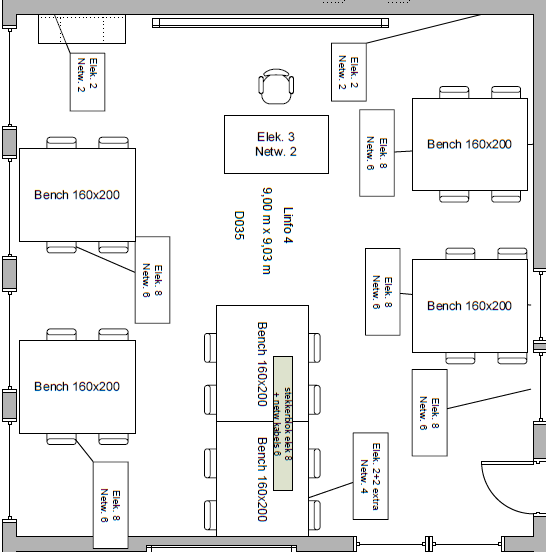 Elek. 2
Netw. 2
Elek. 2
Netw. 2
Elek. 3
Netw. 2
Elek. 8
Netw. 6
Bench 160x200
Bench 160x200
Linfo 4
9,00 m x 9,03 m
D035
Elek. 8
Netw. 6
Elek. 8
Netw. 6
Bench 160x200
Bench 160x200
Bench 160x200
stekkerblok elek 8
+ netw kabels 6
Elek. 8
Netw. 6
Bench 160x200
Elek. 2+2 extra
Netw. 4
Elek. 8
Netw. 6